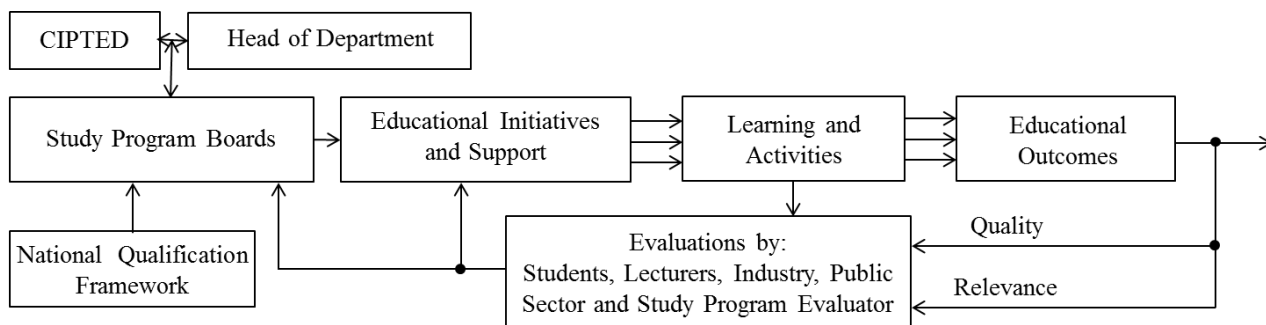 CIPTED
Head of Department
Study Program Boards
Educational Initiatives
and Support
Learning and
Activities
Educational
Outcomes
National Qualification
Framework
Evaluations by:
Students, Lecturers, Industry, Public
Sector and Study Program Evaluator
Quality
Relevance